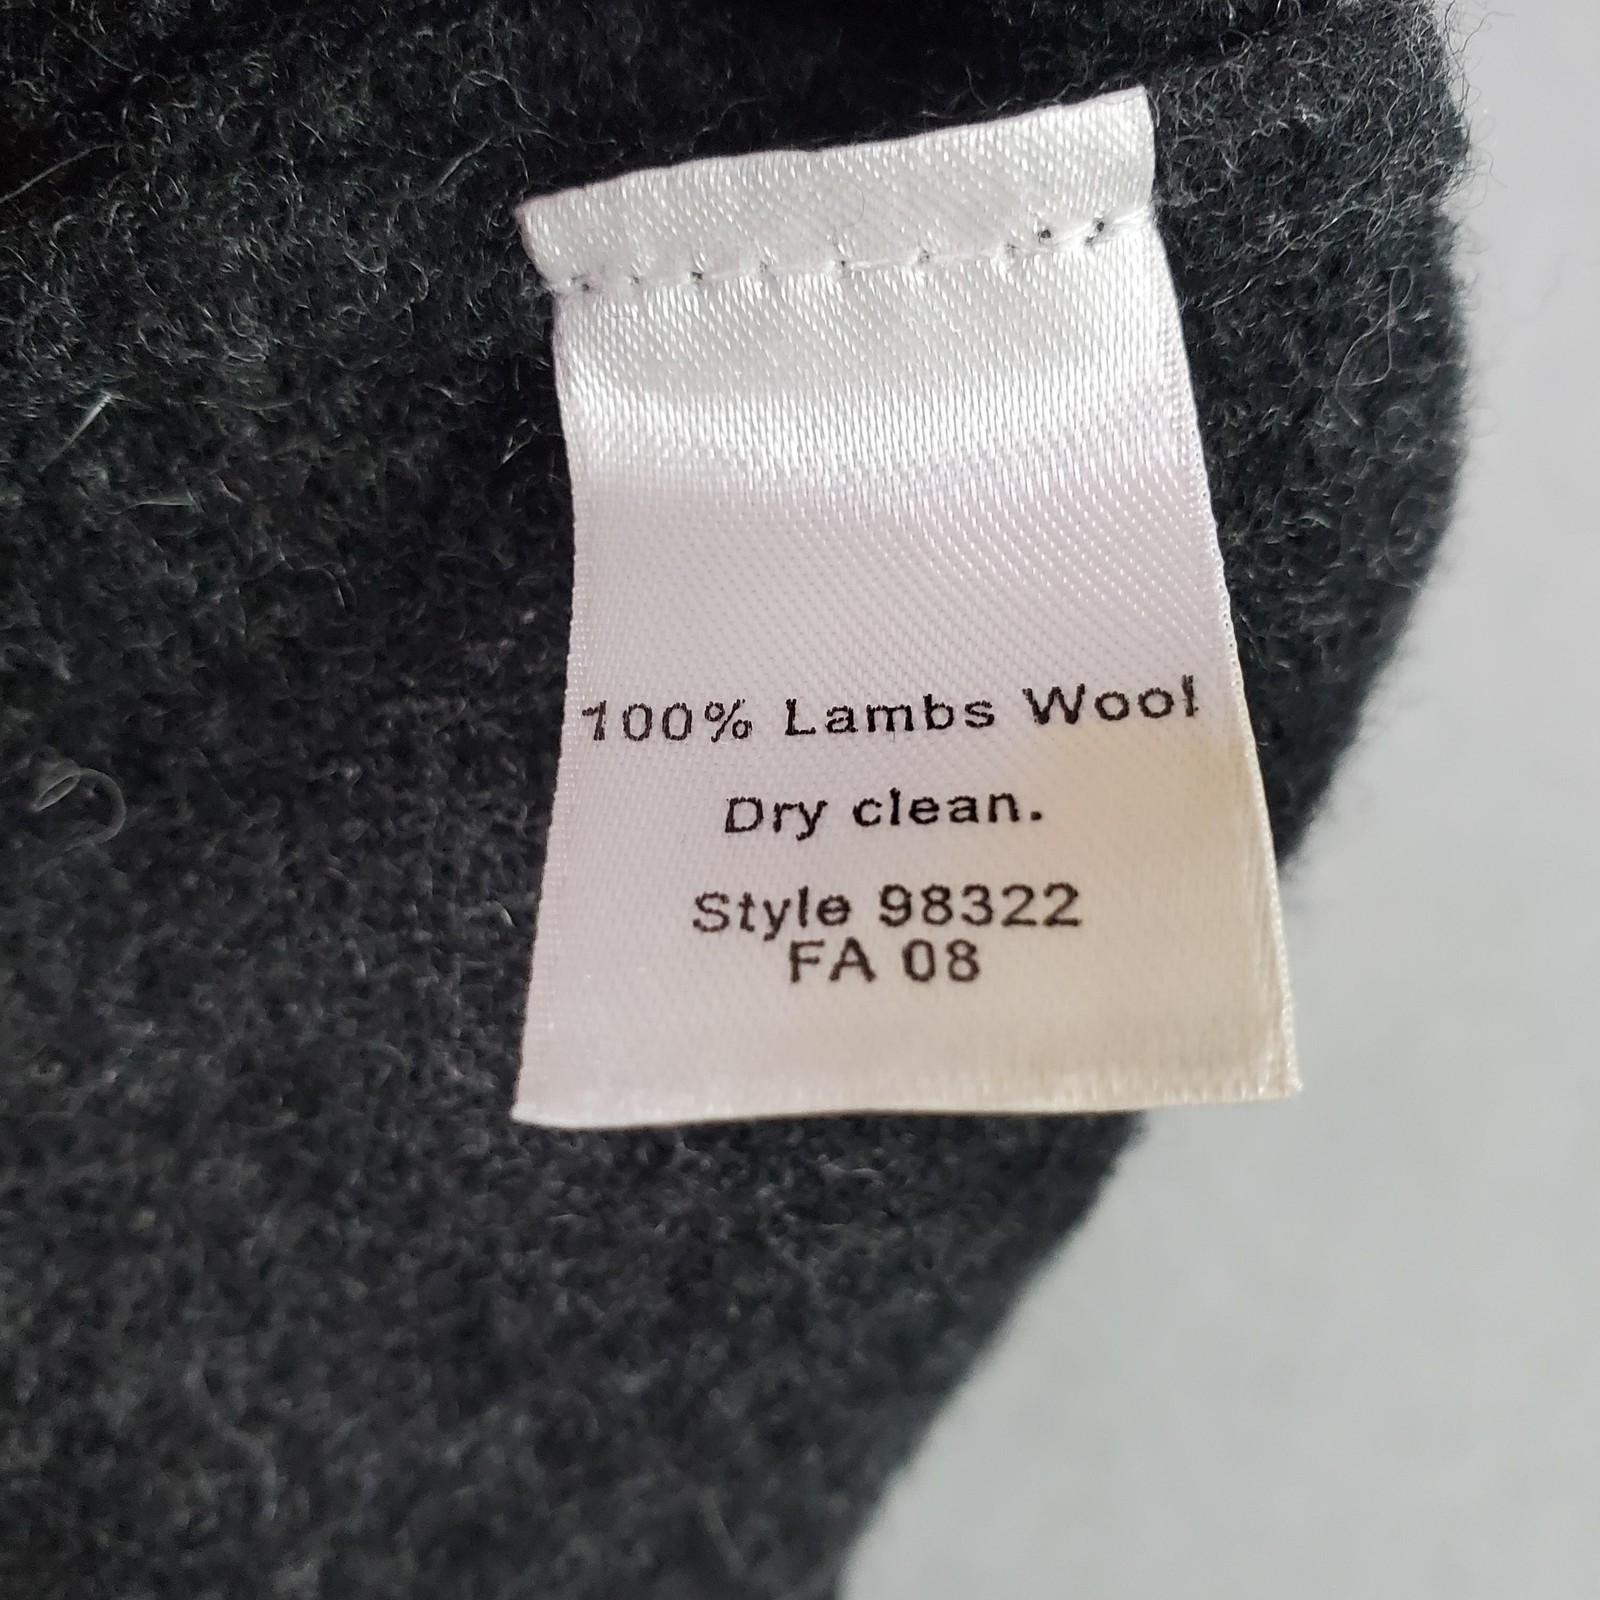 100% Lambs Wool
Dry clean.
Style 98322
FA 08